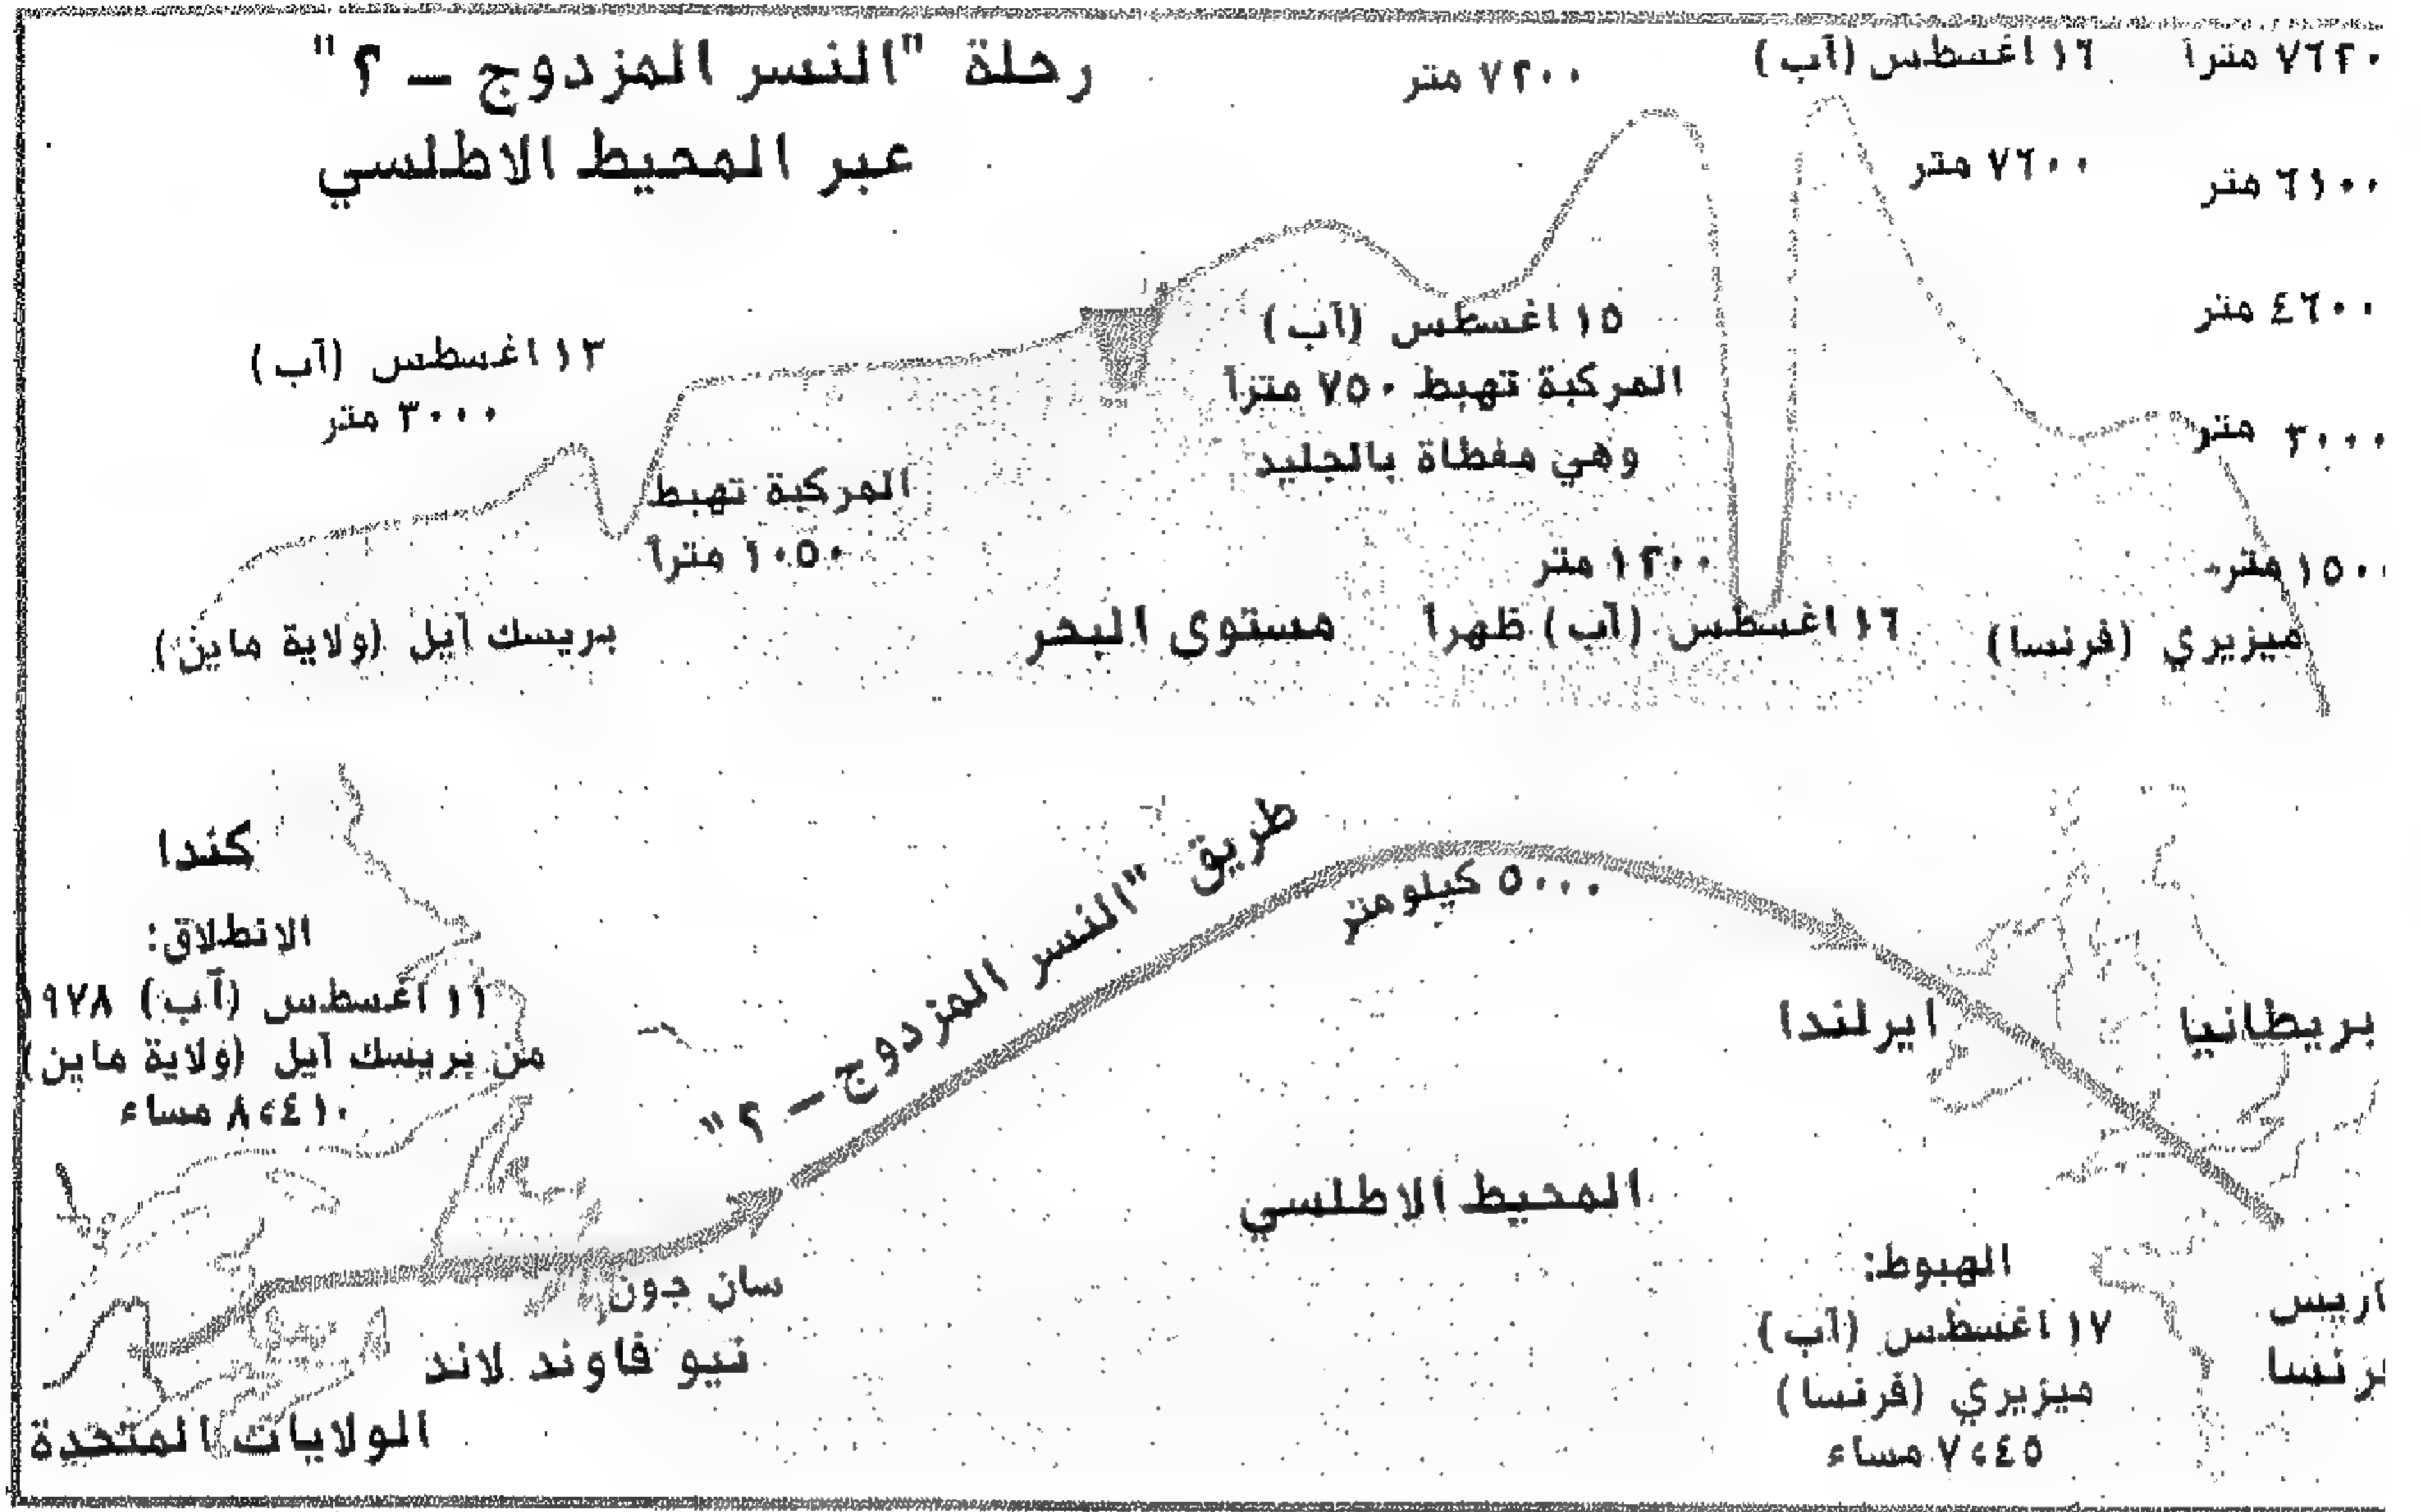 رحلة "النسر المزدوج – ٢"
عبر المحيط الاطلسي
٧٢٠٠ متر
١٦ اغسطس (آب)
٧٦٠٠ متر
٧٦٢٠ متراً
٦١٠٠ متر
٤٦٠٠ متر
٣٠٠٠ متر
١٥٠٠ متر
١٣ اغسطس (آب)
٣٠٠٠ متر
المركبة تهبط
١٠٥٠ متراً
١٥ اغسطس (آب)
المركبة تهبط ٧٥٠ متراً
وهي مغطاة بالجليد
١٢٠٠ متر
١٦ اغسطس (آب) ظهراً
ميزيري (فرنسا)
مستوى البحر
بريسك آيل (ولاية ماين)
كندا
الانطلاق:
١١ اغسطس (آب) ١٩٧٨
من بريسك آيل (ولاية ماين)
٨،٤١٠ مساء
طريق "النسر المزدوج – ٢"
٥٠٠٠ كيلومتر
ايرلندا
بريطانيا
المحيط الاطلسي
سان جون
نيو فاوند لاند
الولايات المتحدة
الهبوط:
١٧ اغسطس (آب)
ميزيري (فرنسا)
٧،٤٥ مساء
اريس
رنسا